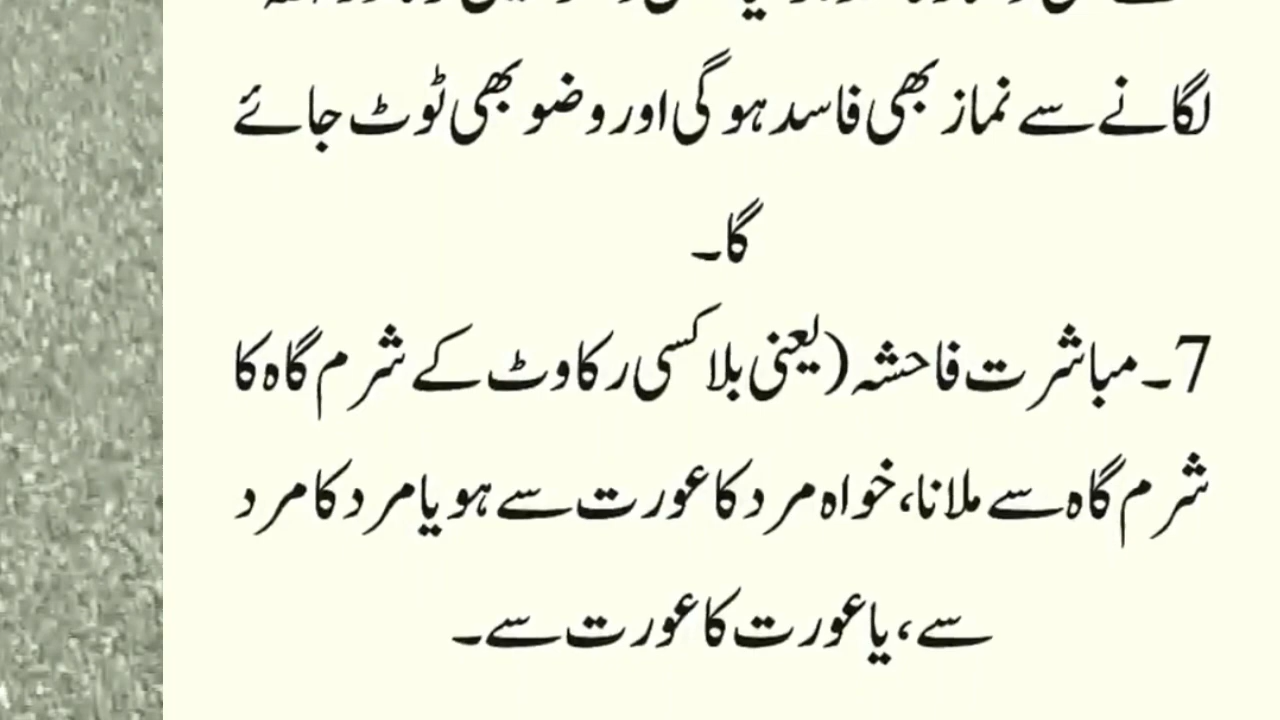 لگانے سے نماز بھی فاسد ہوگی اور وضو بھی ٹوٹ جائے
گا۔
7۔ مباشرت فاحشہ (یعنی بلا کسی رکاوٹ کے شرم گاہ کا
شرم گاہ سے ملانا، خواہ مرد کا عورت سے ہو یا مرد کا مرد
سے، یا عورت کا عورت سے۔